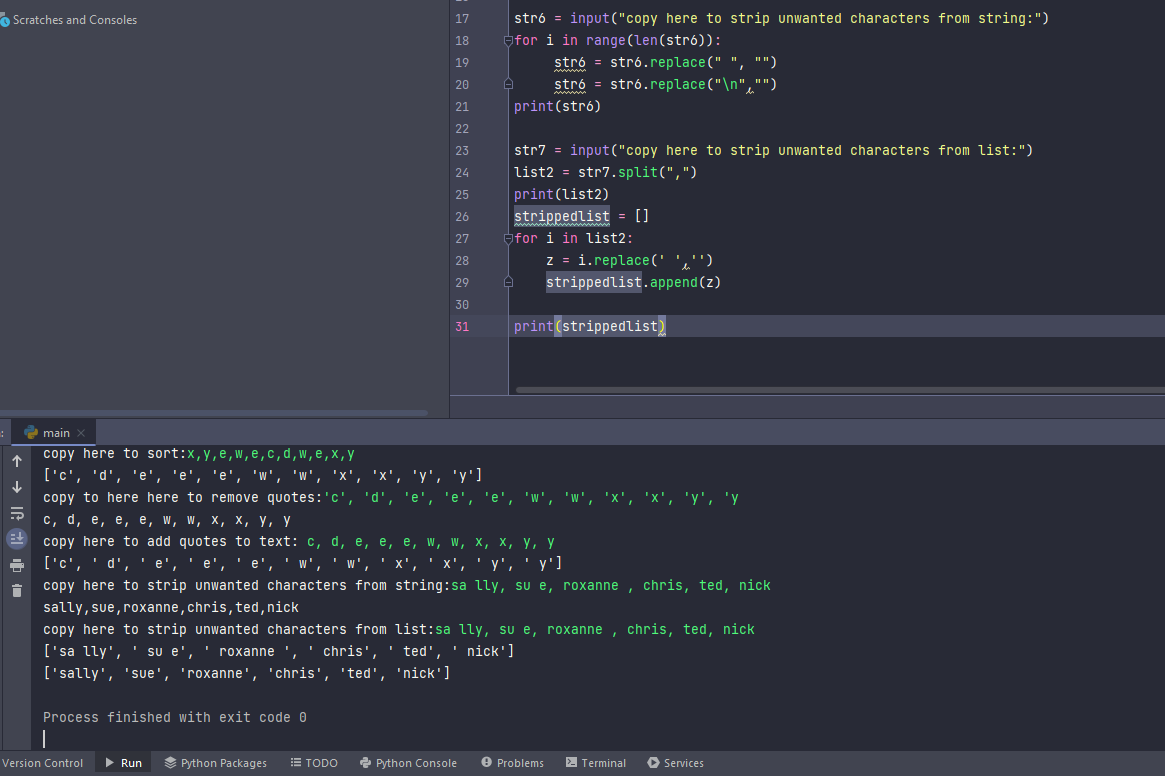 Scratches and Consoles
17 str6 = input("copy here to strip unwanted characters from string:")
18 for i in range(len(str6)):
19 str6 = str6.replace(" ", "")
20 str6 = str6.replace("\n","")
21 print(str6)
22
23 str7 = input("copy here to strip unwanted characters from list:")
24 list2 = str7.split(",")
25 print(list2)
26 strippedlist = []
27 for i in list2:
28 z = i.replace(' ','')
29 strippedlist.append(z)
30
31 print(strippedlist)
main
copy here to sort:x,y,e,w,e,c,d,w,e,x,y
['c', 'd', 'e', 'e', 'e', 'w', 'w', 'x', 'x', 'y', 'y']
copy to here here to remove quotes:'c', 'd', 'e', 'e', 'e', 'w', 'w', 'x', 'x', 'y', 'y
c, d, e, e, e, w, w, x, x, y, y
copy here to add quotes to text: c, d, e, e, e, w, w, x, x, y, y
['c', ' d', ' e', ' e', ' e', ' w', ' w', ' x', ' x', ' y', ' y']
copy here to strip unwanted characters from string:sa lly, su e, roxanne , chris, ted, nick
sally,sue,roxanne,chris,ted,nick
copy here to strip unwanted characters from list:sa lly, su e, roxanne , chris, ted, nick
['sa lly', ' su e', ' roxanne ', ' chris', ' ted', ' nick']
['sally', 'sue', 'roxanne', 'chris', 'ted', 'nick']
Process finished with exit code 0
Version Control Run Python Packages TODO Python Console Problems Terminal Services